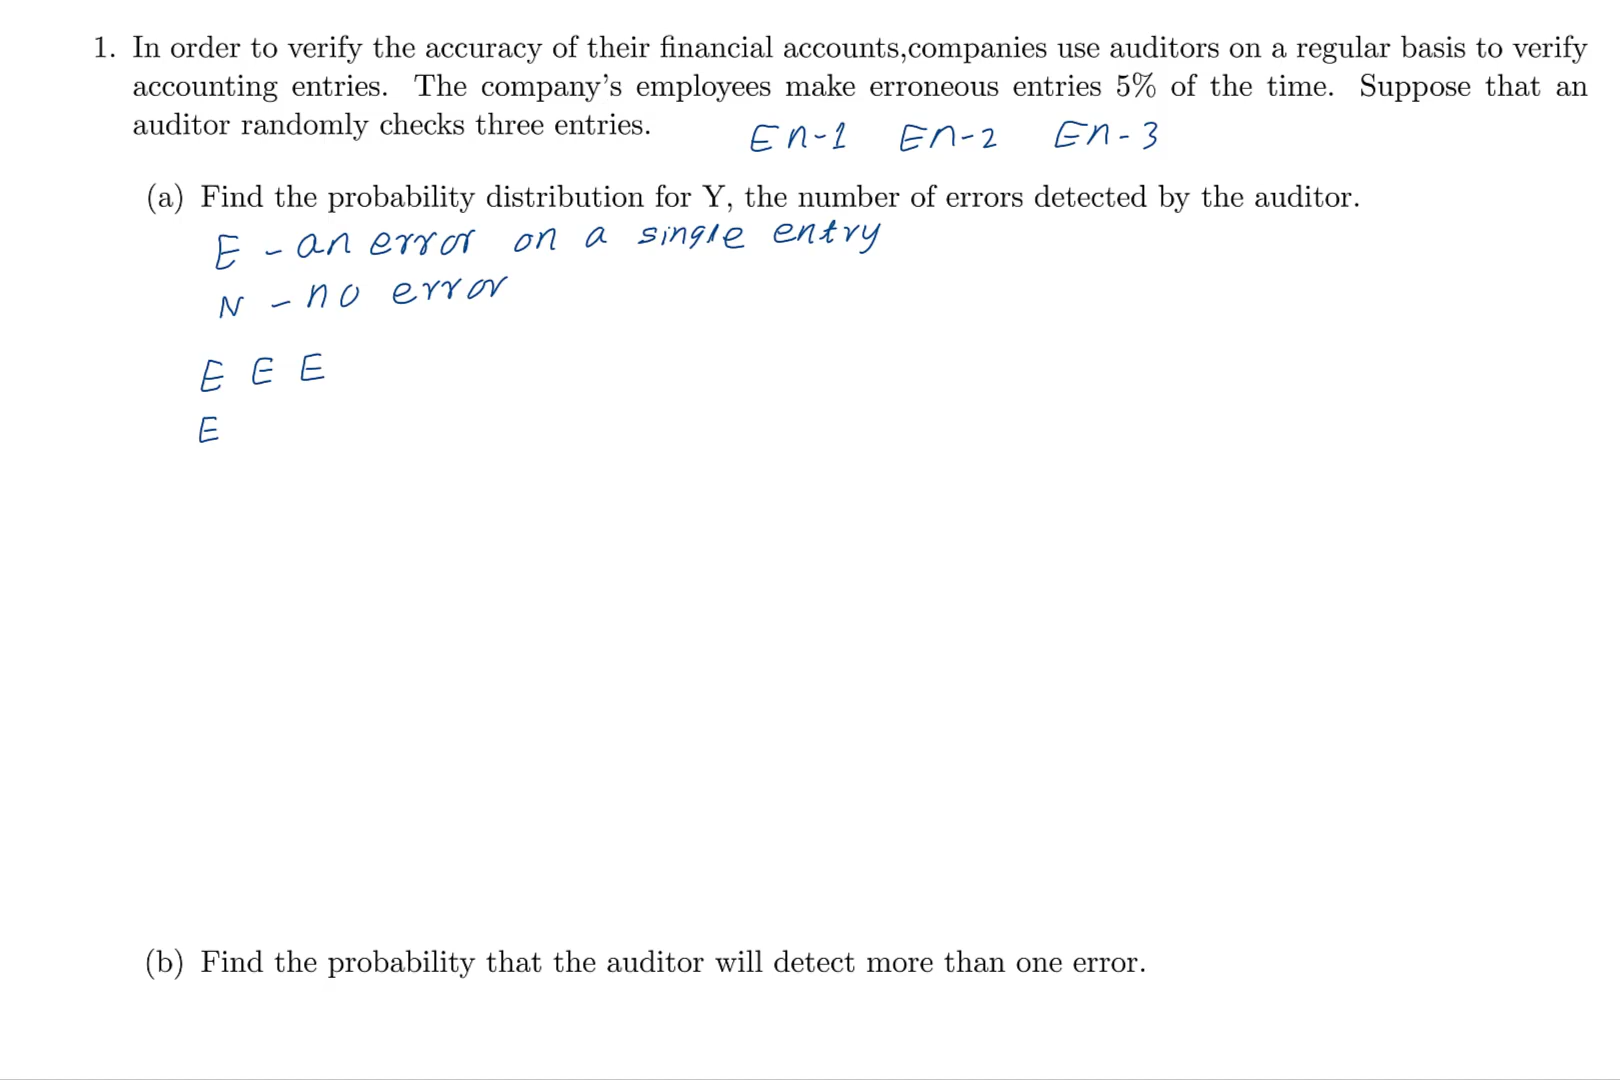 1. In order to verify the accuracy of their financial accounts,companies use auditors on a regular basis to verify
accounting entries. The company's employees make erroneous entries 5% of the time. Suppose that an
auditor randomly checks three entries.
En-1 En-2 En-3
(a) Find the probability distribution for Y, the number of errors detected by the auditor.
E - an error on a single entry
N - no error
E E E
E
(b) Find the probability that the auditor will detect more than one error.